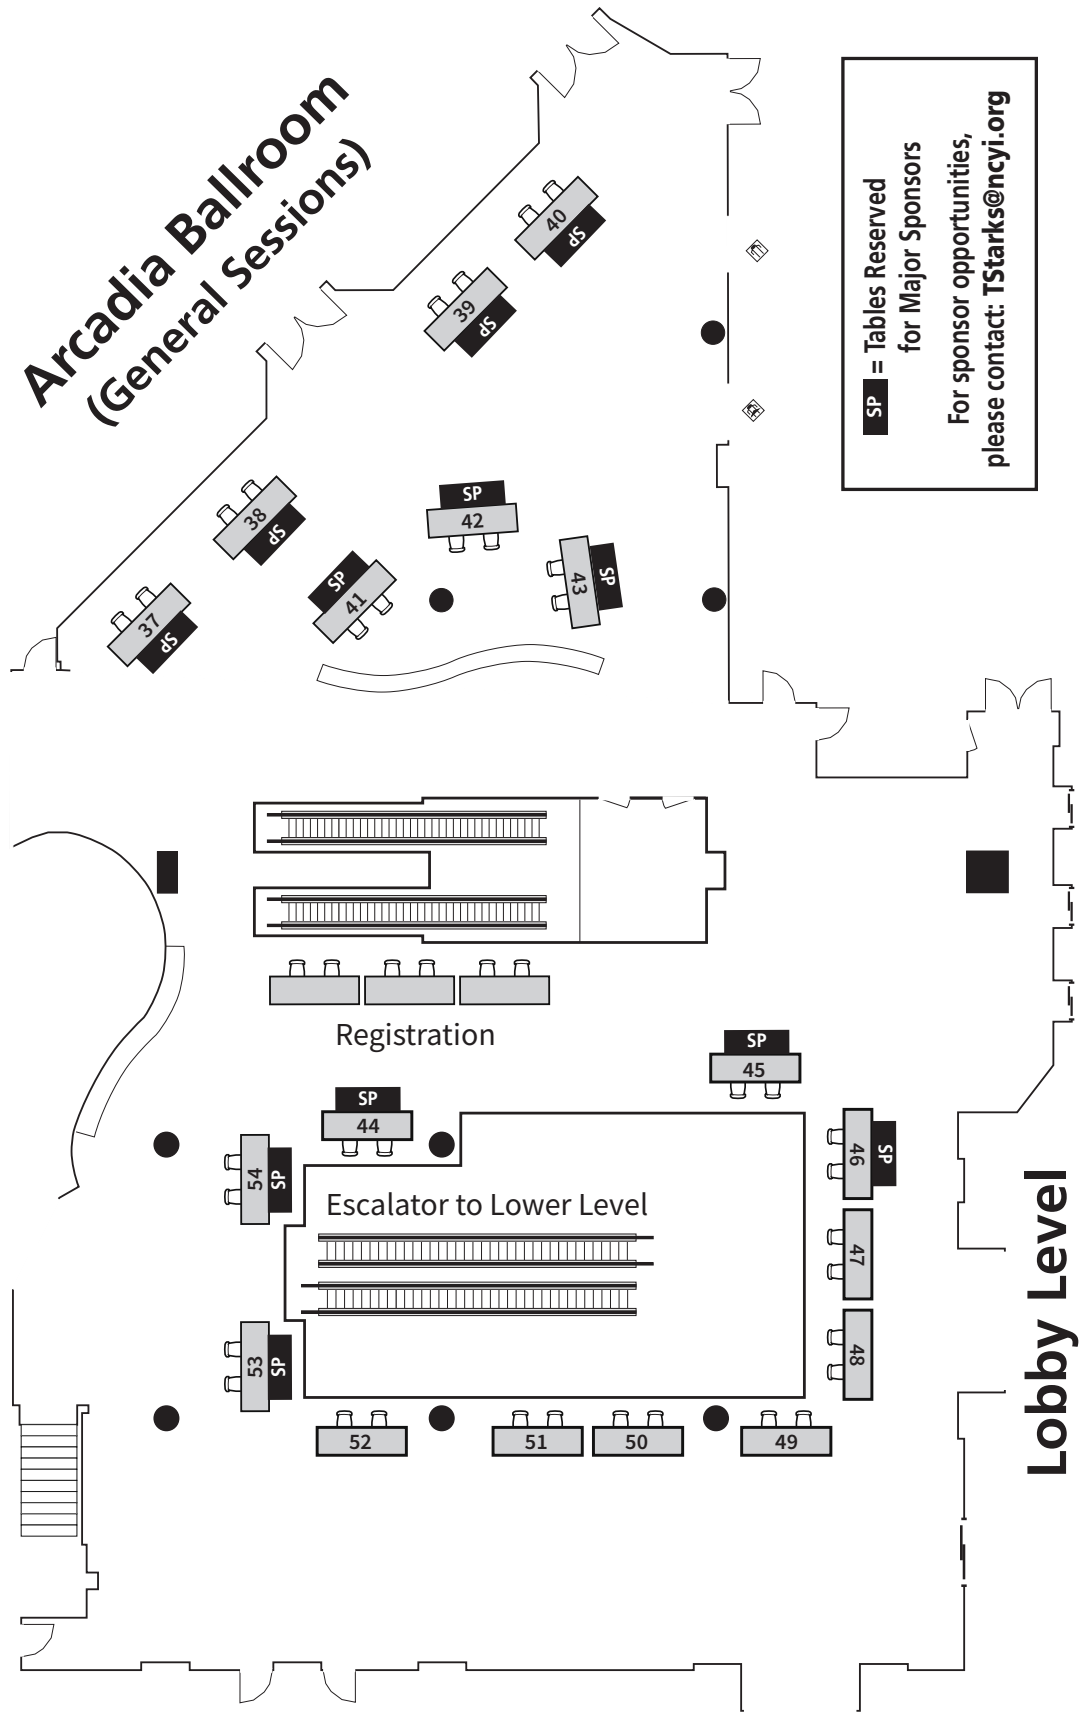 Arcadia Ballroom
(General Sessions)
SP = Tables Reserved
for Major Sponsors
For sponsor opportunities,
please contact: TStarks@ncyi.org
40
SP
39
SP
38
SP
37
SP
SP
42
SP
41
43
SP
Registration
SP
45
SP
44
46
SP
54
SP
Escalator to Lower Level
47
48
53
SP
52
51
50
49
Lobby Level